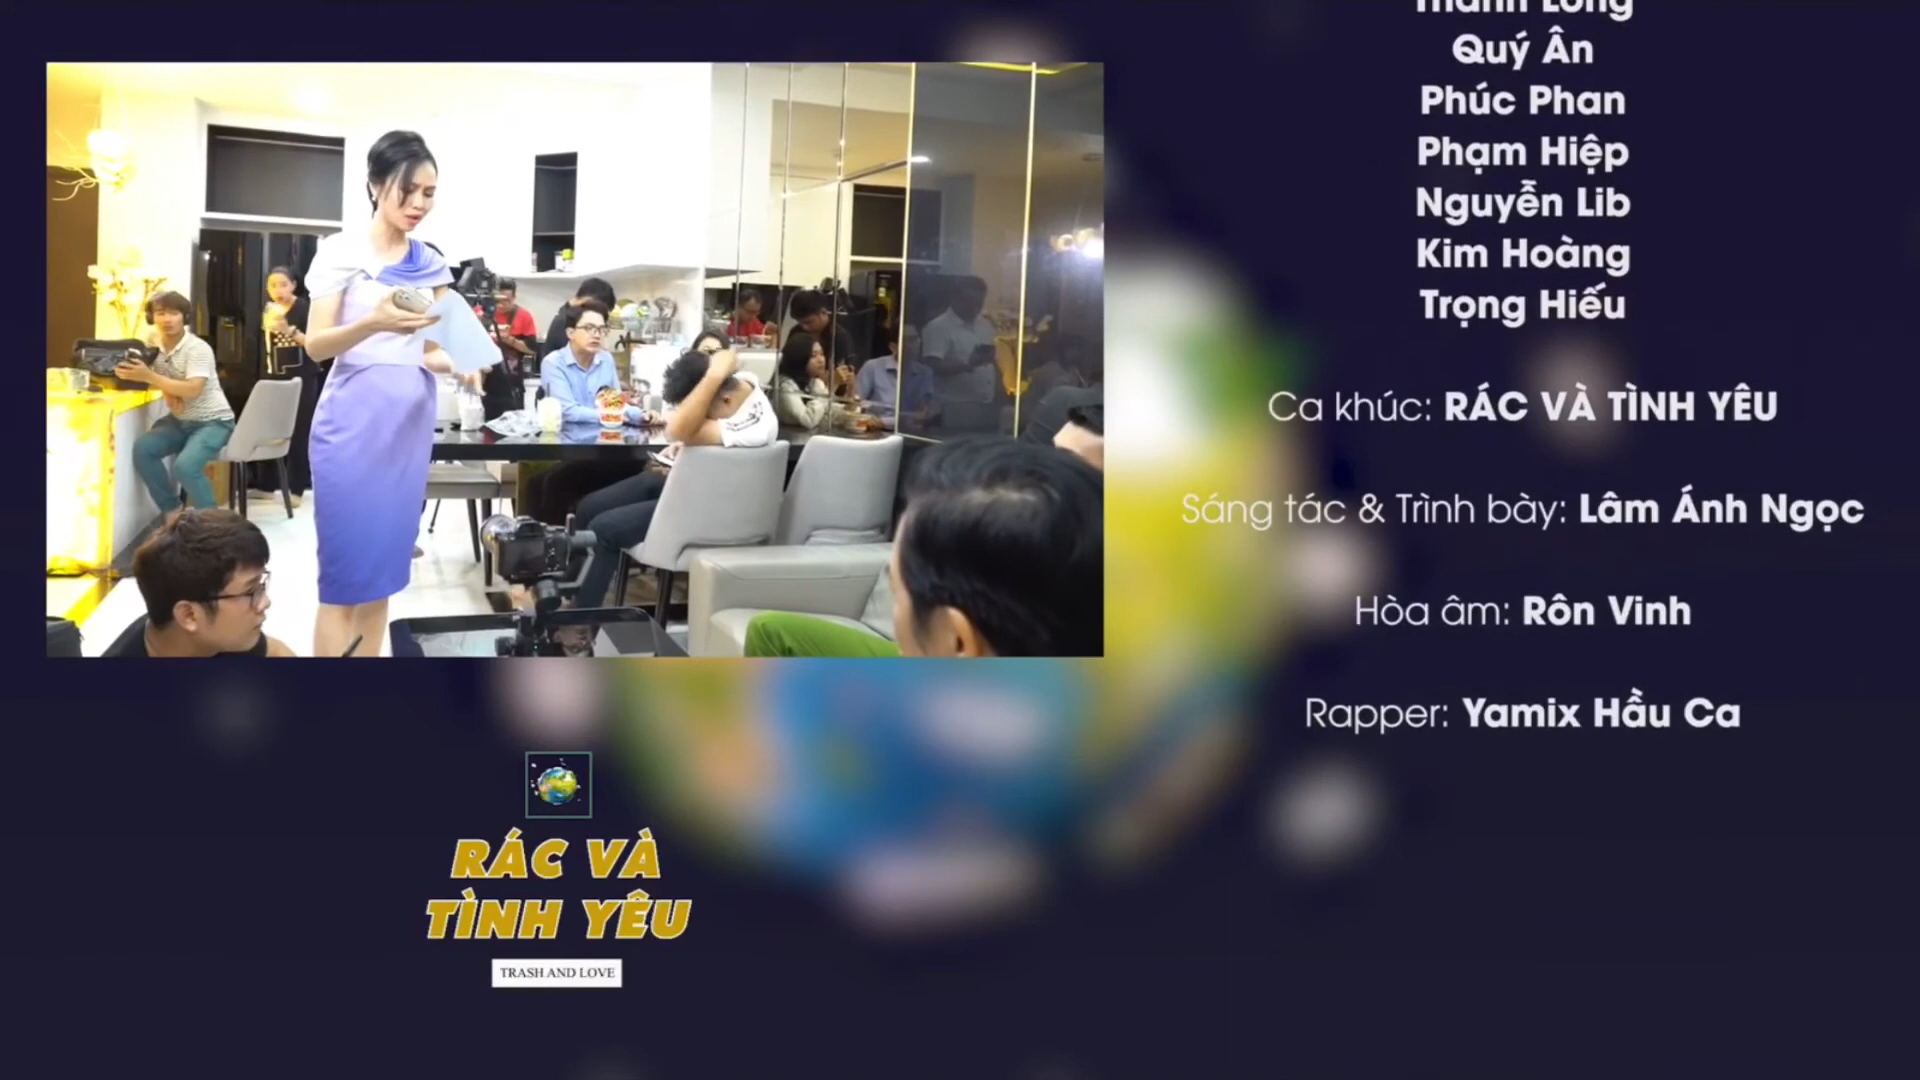 Thành Long
Quý Ân
Phúc Phan
Phạm Hiệp
Nguyễn Lib
Kim Hoàng
Trọng Hiếu
Ca khúc: RÁC VÀ TÌNH YÊU
Sáng tác & Trình bày: Lâm Ánh Ngọc
Hòa âm: Rôn Vinh
Rapper: Yamix Hầu Ca
RÁC VÀ
TÌNH YÊU
TRASH AND LOVE